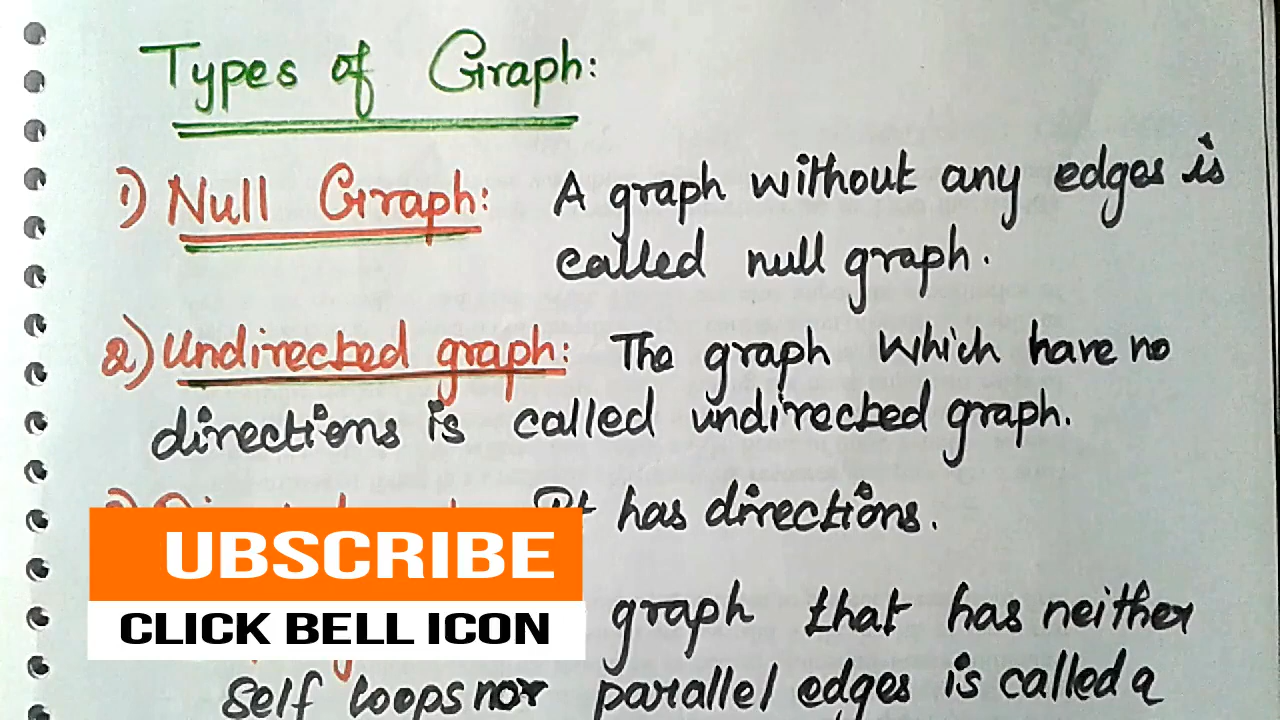 Types of Graph:
1) Null Graph: A graph without any edges is
called null graph.
2) Undirected graph: The graph which have no
directions is called undirected graph.
It has directions.
UBSCRIBE
CLICK BELL ICON
graph that has neither
self loops nor parallel edges is called a